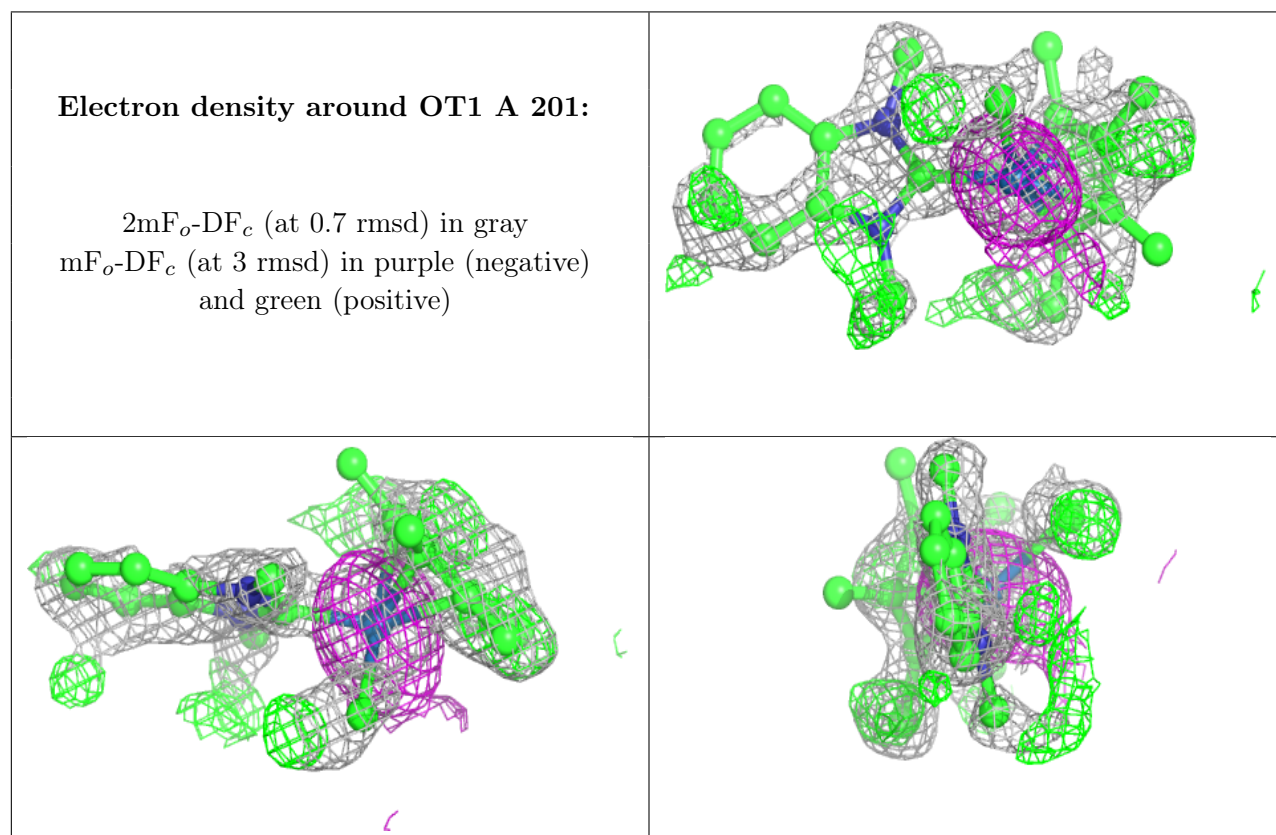 Electron density around OT1 A 201:
2mFo-DFc (at 0.7 rmsd) in gray
mFo-DFc (at 3 rmsd) in purple (negative)
and green (positive)